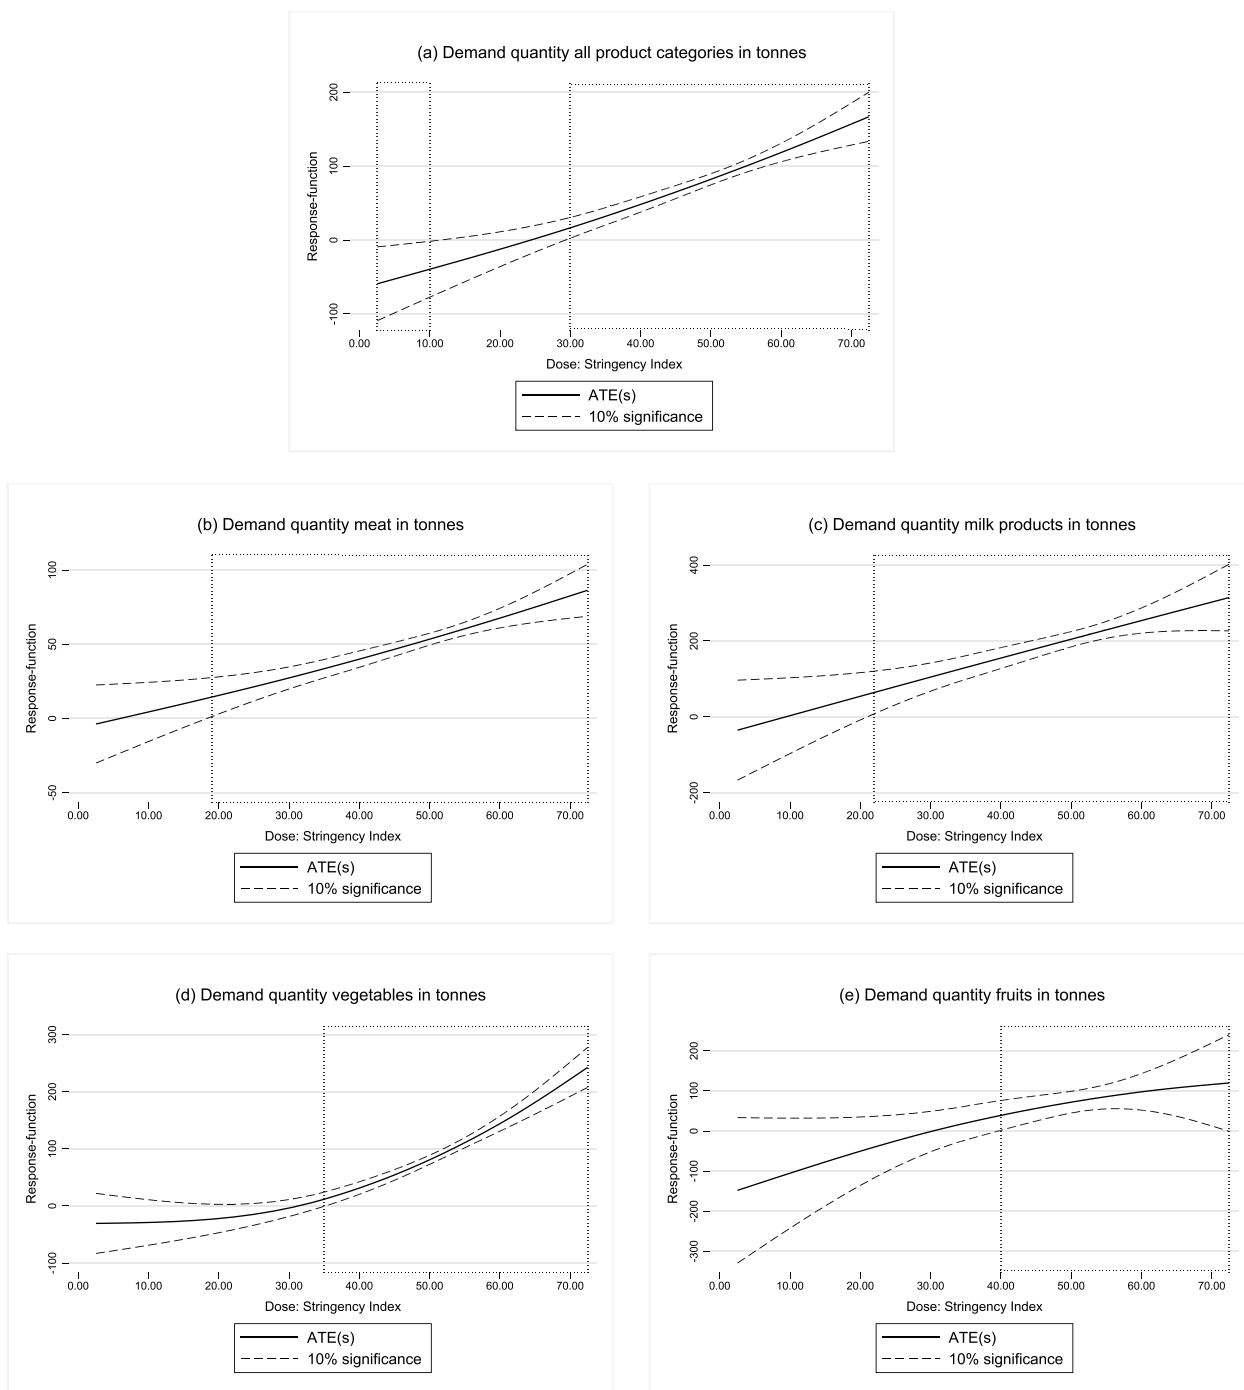 (a) Demand quantity all product categories in tonnes
Response-function
200
100
0
-100
0.00 10.00 20.00 30.00 40.00 50.00 60.00 70.00
Dose: Stringency Index
ATE(s)
10% significance
(b) Demand quantity meat in tonnes
Response-function
100
50
0
-50
0.00 10.00 20.00 30.00 40.00 50.00 60.00 70.00
Dose: Stringency Index
ATE(s)
10% significance
(c) Demand quantity milk products in tonnes
Response-function
400
200
0
-200
0.00 10.00 20.00 30.00 40.00 50.00 60.00 70.00
Dose: Stringency Index
ATE(s)
10% significance
(d) Demand quantity vegetables in tonnes
Response-function
300
200
100
0
-100
0.00 10.00 20.00 30.00 40.00 50.00 60.00 70.00
Dose: Stringency Index
ATE(s)
10% significance
(e) Demand quantity fruits in tonnes
Response-function
200
100
0
-100
-200
-300
0.00 10.00 20.00 30.00 40.00 50.00 60.00 70.00
Dose: Stringency Index
ATE(s)
10% significance